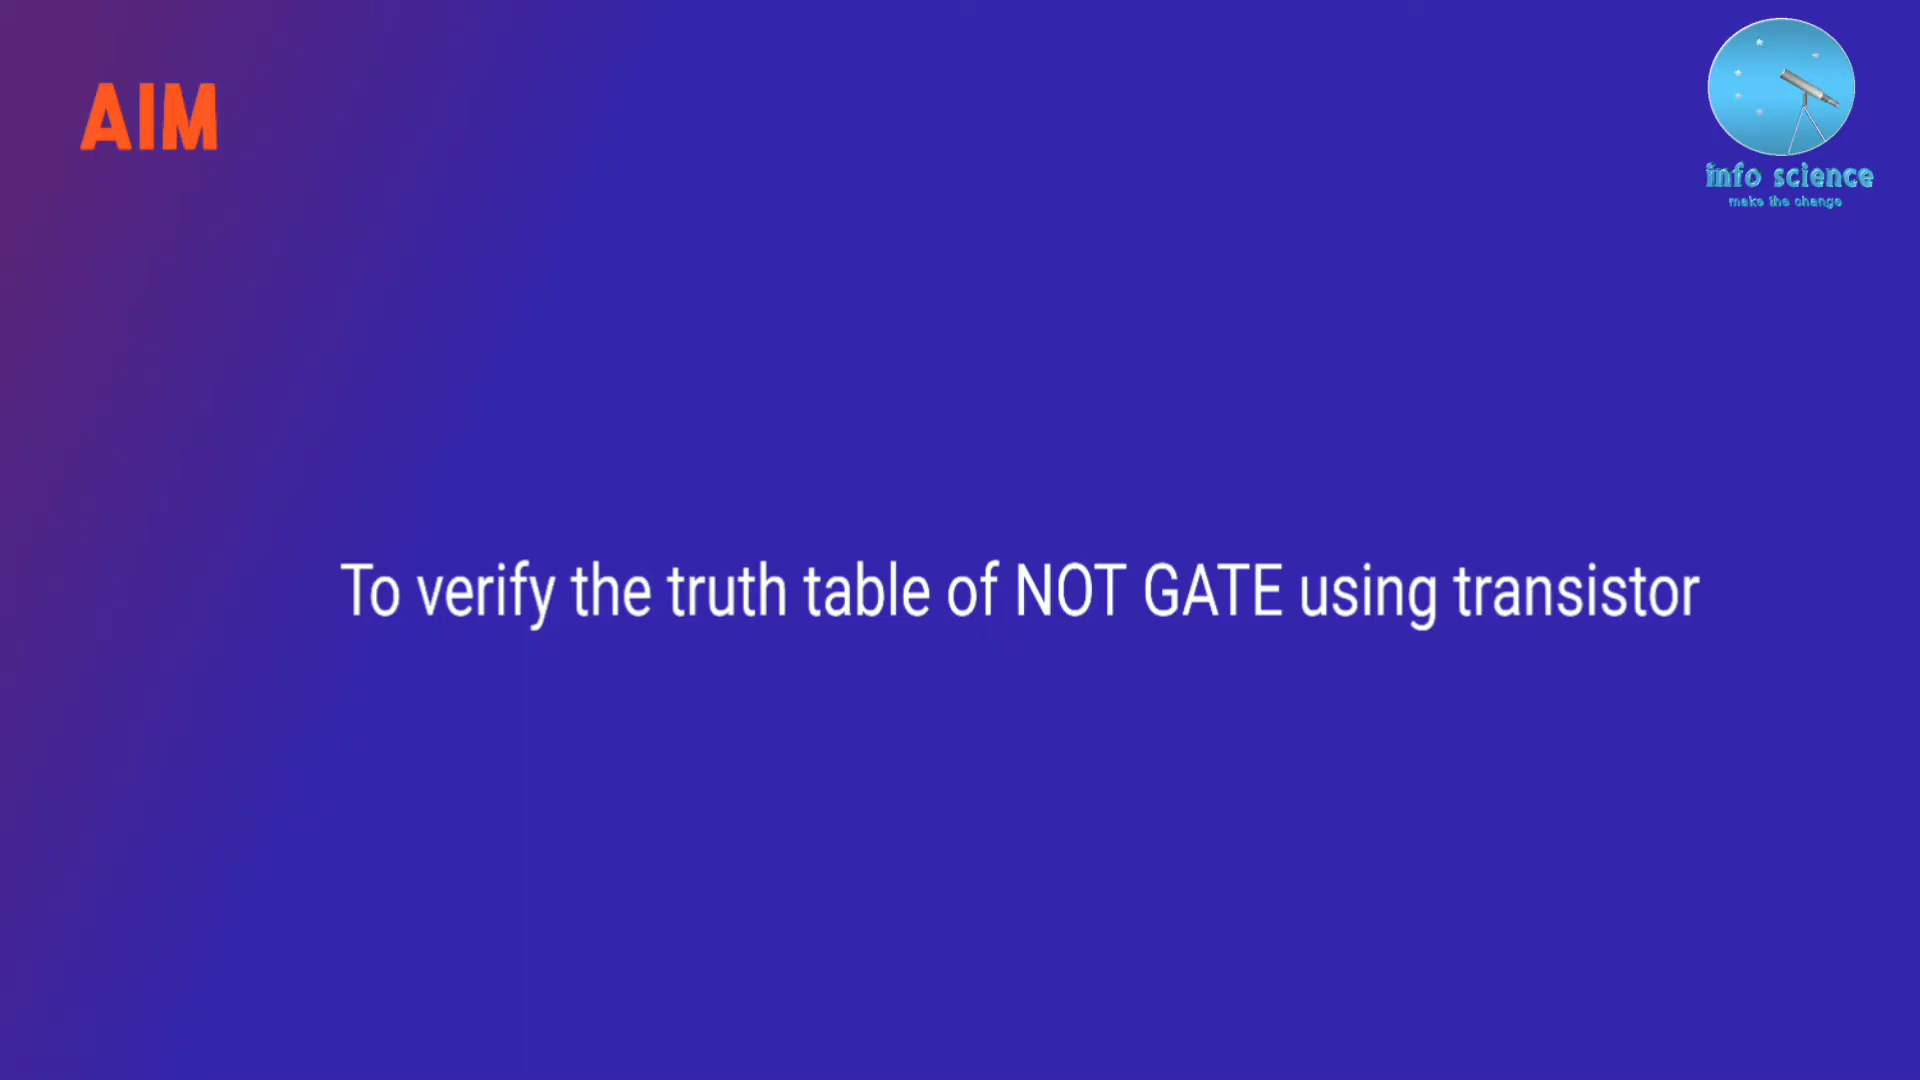 AIM
info science
make the change
To verify the truth table of NOT GATE using transistor